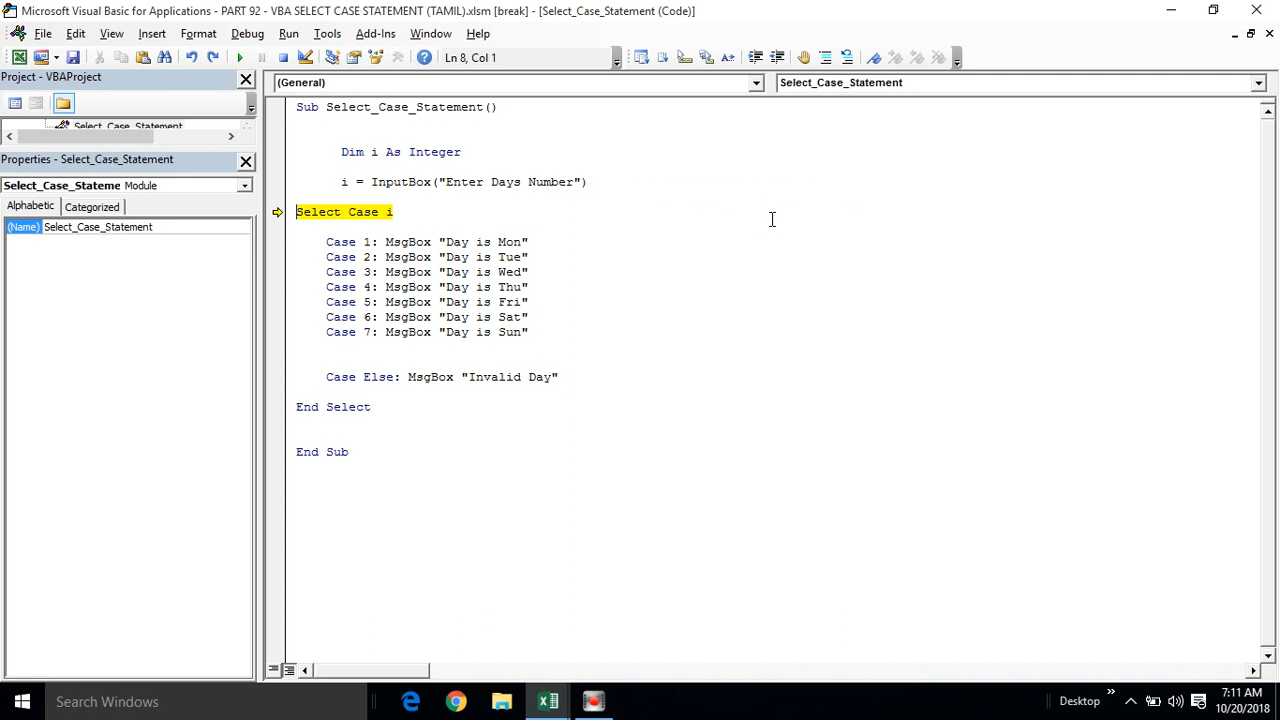 Microsoft Visual Basic for Applications - PART 92 - VBA SELECT CASE STATEMENT (TAMIL).xlsm [break] - [Select_Case_Statement (Code)]
File Edit View Insert Format Debug Run Tools Add-Ins Window Help
Ln 8, Col 1
Project - VBAProject
Select_Case_Statement
Properties - Select_Case_Statement
Select_Case_Stateme Module
Alphabetic Categorized
(Name) Select_Case_Statement
(General)
Select_Case_Statement
Sub Select_Case_Statement()
Dim i As Integer
i = InputBox("Enter Days Number")
Select Case i
Case 1: MsgBox "Day is Mon"
Case 2: MsgBox "Day is Tue"
Case 3: MsgBox "Day is Wed"
Case 4: MsgBox "Day is Thu"
Case 5: MsgBox "Day is Fri"
Case 6: MsgBox "Day is Sat"
Case 7: MsgBox "Day is Sun"
Case Else: MsgBox "Invalid Day"
End Select
End Sub
Search Windows
Desktop
7:11 AM
10/20/2018